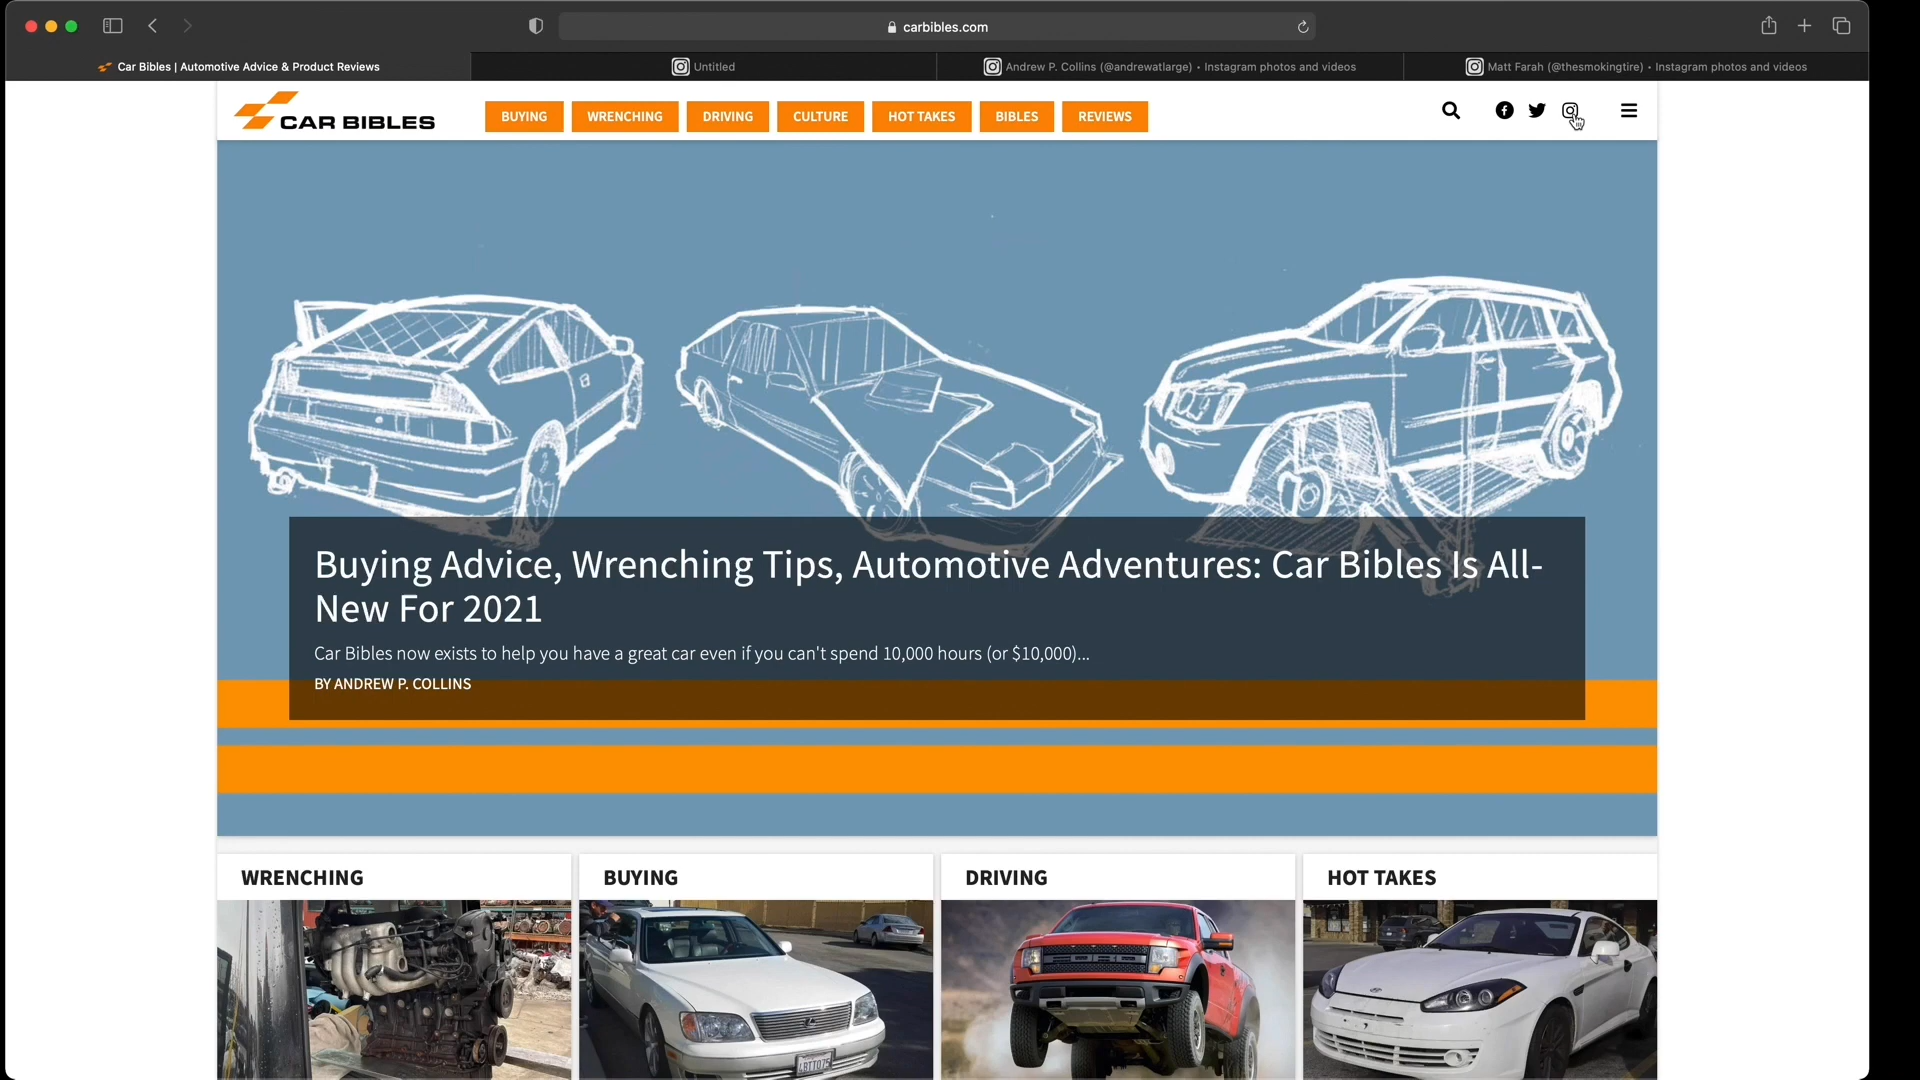 carbibles.com
Car Bibles | Automotive Advice & Product Reviews
Untitled
Andrew P. Collins (@andrewatlarge) • Instagram photos and videos
Matt Farah (@thesmokingtire) • Instagram photos and videos
CAR BIBLES
BUYING
WRENCHING
DRIVING
CULTURE
HOT TAKES
BIBLES
REVIEWS
Buying Advice, Wrenching Tips, Automotive Adventures: Car Bibles Is All-
New For 2021
Car Bibles now exists to help you have a great car even if you can't spend 10,000 hours (or $10,000)...
BY ANDREW P. COLLINS
WRENCHING
BUYING
DRIVING
HOT TAKES